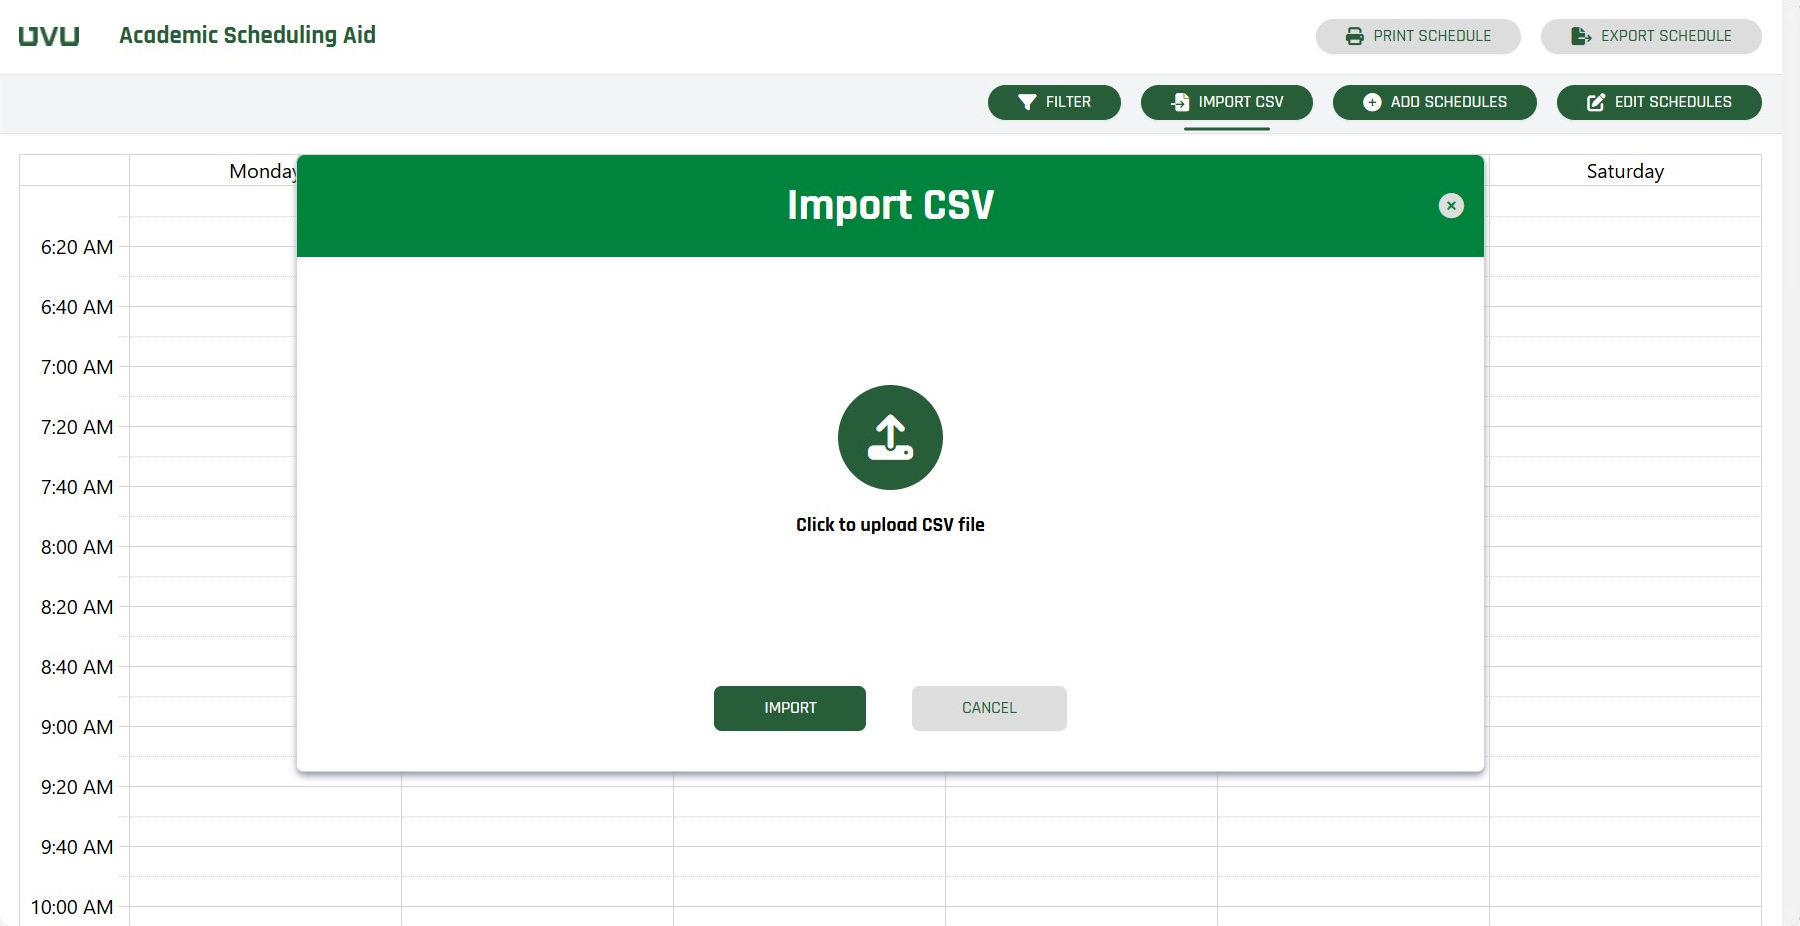 UVU
Academic Scheduling Aid
PRINT SCHEDULE
EXPORT SCHEDULE
FILTER
IMPORT CSV
ADD SCHEDULES
EDIT SCHEDULES
Monday
Saturday
Import CSV
6:20 AM
6:40 AM
7:00 AM
7:20 AM
7:40 AM
Click to upload CSV file
8:00 AM
8:20 AM
8:40 AM
IMPORT
CANCEL
9:00 AM
9:20 AM
9:40 AM
10:00 AM